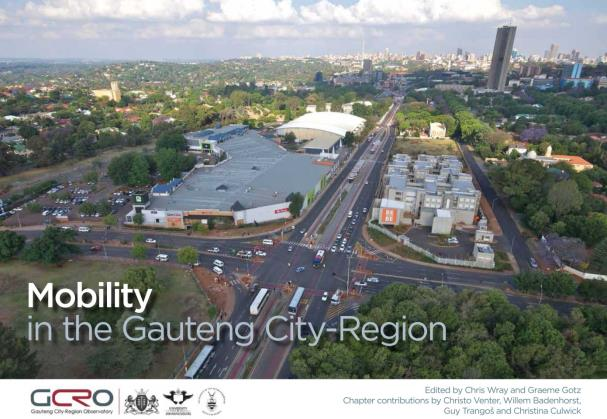 Mobility
in the Gauteng City-Region
GCRO
Gauteng City-Region Observatory
Edited by Chris Wray and Graeme Gotz
Chapter contributions by Christo Venter, Willem Badenhorst,
Guy Trangoš and Christina Culwick